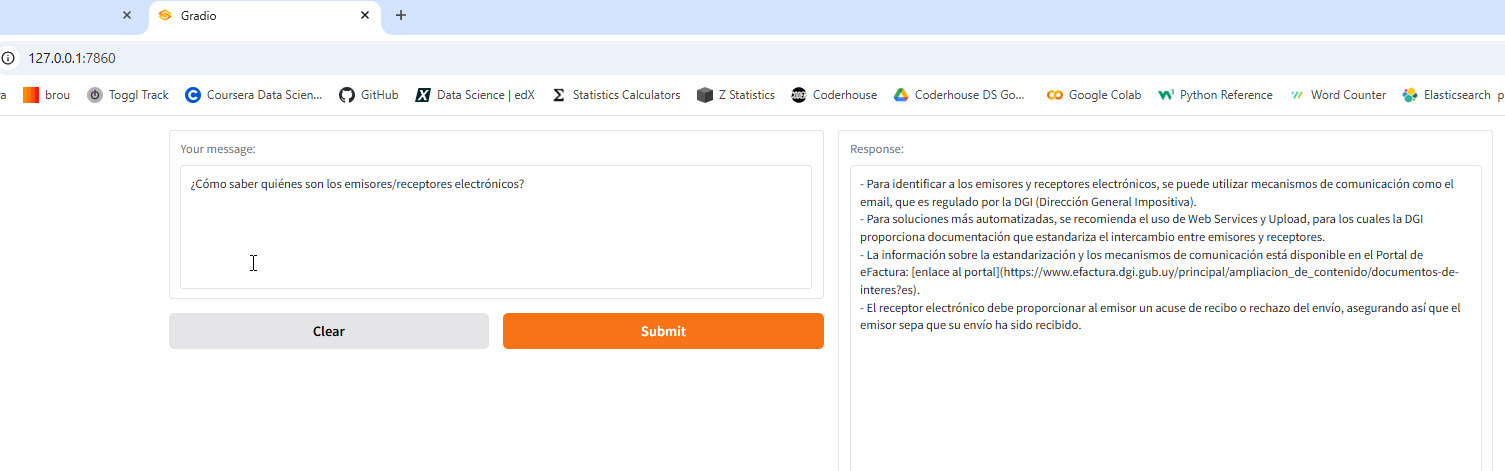 Gradio
127.0.0.1:7860
brou
Toggl Track
Coursera Data Scien...
GitHub
Data Science | edX
Statistics Calculators
Z Statistics
Coderhouse
Coderhouse DS Go...
Google Colab
Python Reference
Word Counter
Elasticsearch
Your message:
¿Cómo saber quiénes son los emisores/receptores electrónicos?
Clear
Submit
Response:
- Para identificar a los emisores y receptores electrónicos, se puede utilizar mecanismos de comunicación como el
email, que es regulado por la DGI (Dirección General Impositiva).
- Para soluciones más automatizadas, se recomienda el uso de Web Services y Upload, para los cuales la DGI
proporciona documentación que estandariza el intercambio entre emisores y receptores.
- La información sobre la estandarización y los mecanismos de comunicación está disponible en el Portal de
eFactura: [enlace al portal](https://www.efactura.dgi.gub.uy/principal/ampliacion_de_contenido/documentos-de-
interes?es).
- El receptor electrónico debe proporcionar al emisor un acuse de recibo o rechazo del envío, asegurando así que el
emisor sepa que su envío ha sido recibido.